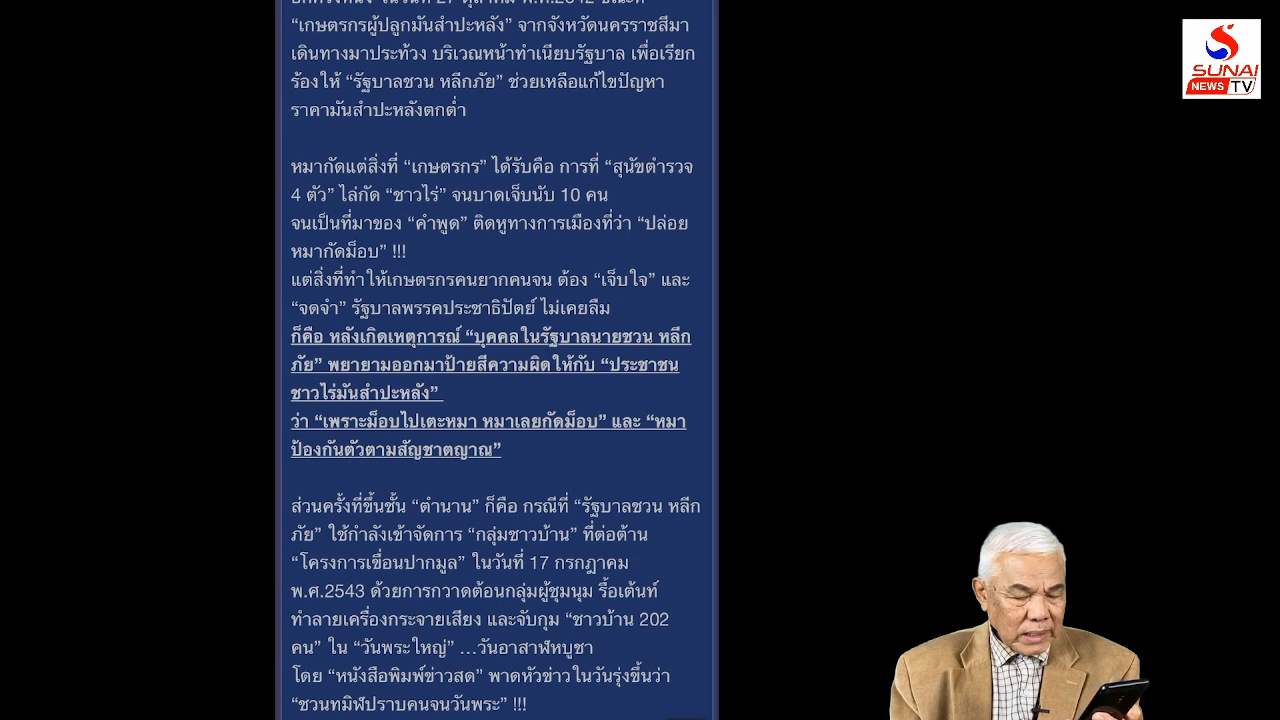 อีกครั้งหนึ่ง ในวันที่ 27 ตุลาคม พ.ศ.2542 ขณะที่
“เกษตรกรผู้ปลูกมันสำปะหลัง” จากจังหวัดนครราชสีมา
เดินทางมาประท้วง บริเวณหน้าทำเนียบรัฐบาล เพื่อเรียก
ร้องให้ “รัฐบาลชวน หลีกภัย” ช่วยเหลือแก้ไขปัญหา
ราคามันสำปะหลังตกต่ำ
หมากัดแต่สิ่งที่ “เกษตรกร” ได้รับคือ การที่ “สุนัขตำรวจ
4 ตัว” ไล่กัด “ชาวไร่” จนบาดเจ็บนับ 10 คน
จนเป็นที่มาของ “คำพูด” ติดหูทางการเมืองที่ว่า “ปล่อย
หมากัดม็อบ” !!!
แต่สิ่งที่ทำให้เกษตรกรคนยากคนจน ต้อง “เจ็บใจ” และ
“จดจำ” รัฐบาลพรรคประชาธิปัตย์ ไม่เคยลืม
ก็คือ หลังเกิดเหตุการณ์ “บุคคลในรัฐบาลนายชวน หลีก
ภัย” พยายามออกมาป้ายสีความผิดให้กับ “ประชาชน
ชาวไร่มันสำปะหลัง”
ว่า “เพราะม็อบไปเตะหมา หมาเลยกัดม็อบ” และ “หมา
ป้องกันตัวตามสัญชาตญาณ”
ส่วนครั้งที่ขึ้นชั้น “ตำนาน” ก็คือ กรณีที่ “รัฐบาลชวน หลีก
ภัย” ใช้กำลังเข้าจัดการ “กลุ่มชาวบ้าน” ที่ต่อต้าน
“โครงการเขื่อนปากมูล” ในวันที่ 17 กรกฎาคม
พ.ศ.2543 ด้วยการกวาดต้อนกลุ่มผู้ชุมนุม รื้อเต้นท์
ทำลายเครื่องกระจายเสียง และจับกุม “ชาวบ้าน 202
คน” ใน “วันพระใหญ่” ...วันอาสาฬหบูชา
โดย “หนังสือพิมพ์ข่าวสด” พาดหัวข่าวในวันรุ่งขึ้นว่า
“ชวนทมิฬปราบคนจนวันพระ” !!!
SUNAI
NEWS TV